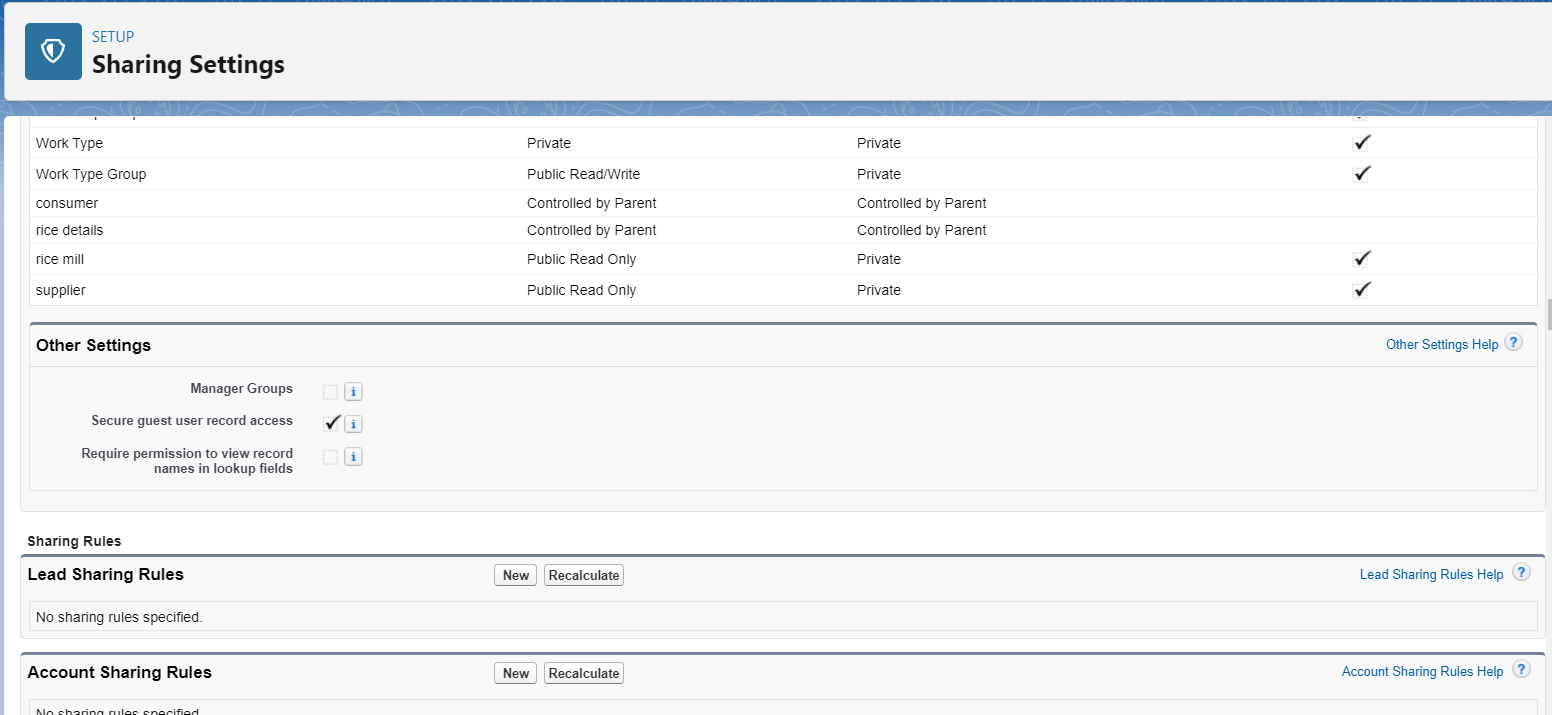 SETUP
Sharing Settings
Work Type Private Private
Work Type Group Public Read/Write Private
consumer Controlled by Parent Controlled by Parent
rice details Controlled by Parent Controlled by Parent
rice mill Public Read Only Private
supplier Public Read Only Private
Other Settings Other Settings Help ?
Manager Groups i
Secure guest user record access i
Require permission to view record
names in lookup fields i
Sharing Rules
Lead Sharing Rules New Recalculate Lead Sharing Rules Help ?
No sharing rules specified.
Account Sharing Rules New Recalculate Account Sharing Rules Help ?
No sharing rules specified.